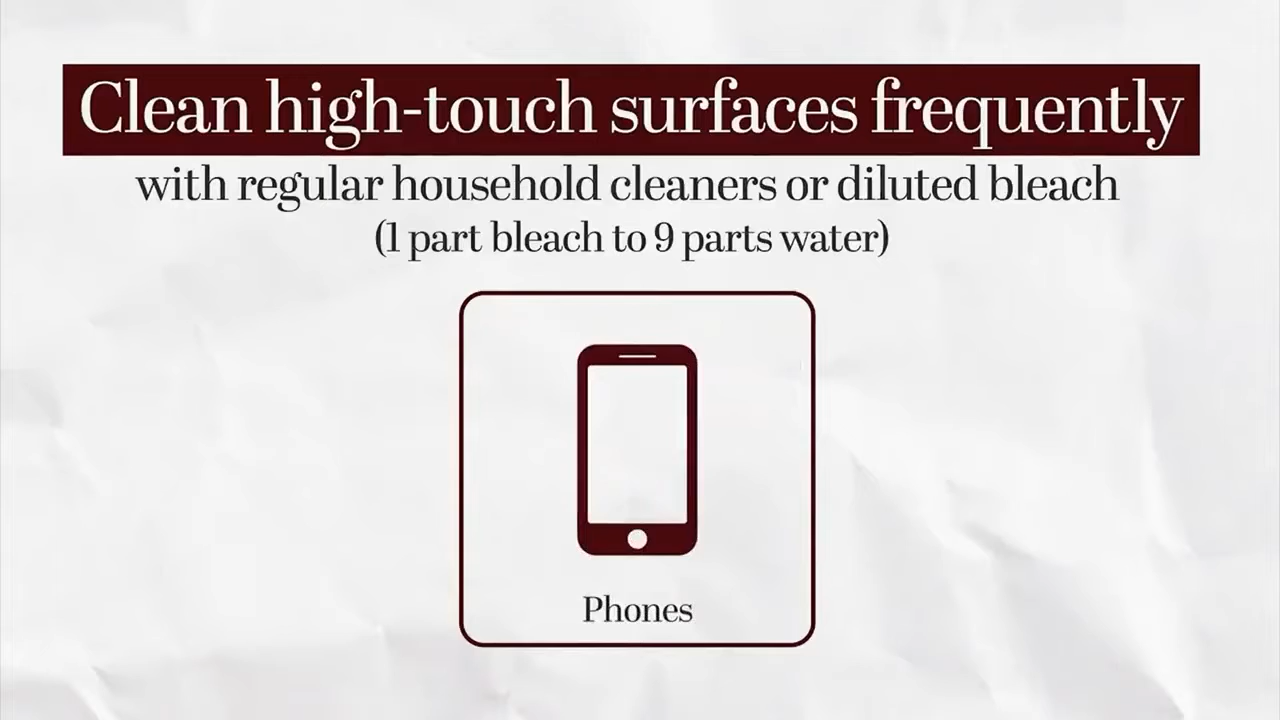 Clean high-touch surfaces frequently
with regular household cleaners or diluted bleach
(1 part bleach to 9 parts water)
Phones